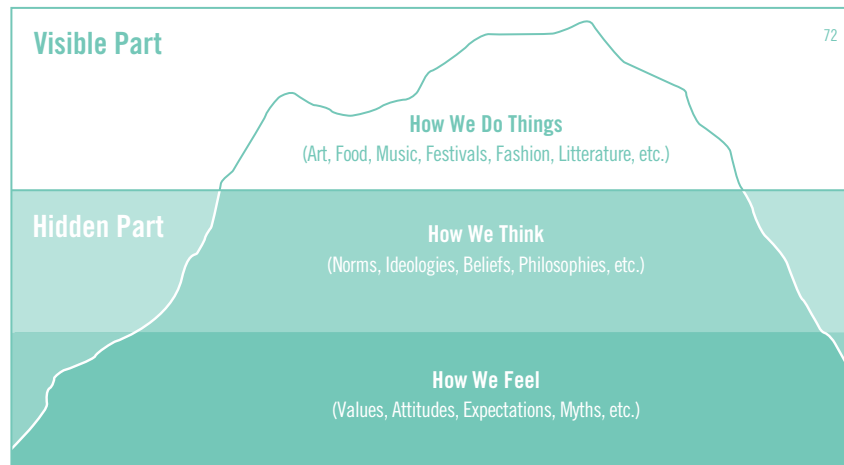 Visible Part
72
How We Do Things
(Art, Food, Music, Festivals, Fashion, Litterature, etc.)
Hidden Part
How We Think
(Norms, Ideologies, Beliefs, Philosophies, etc.)
How We Feel
(Values, Attitudes, Expectations, Myths, etc.)